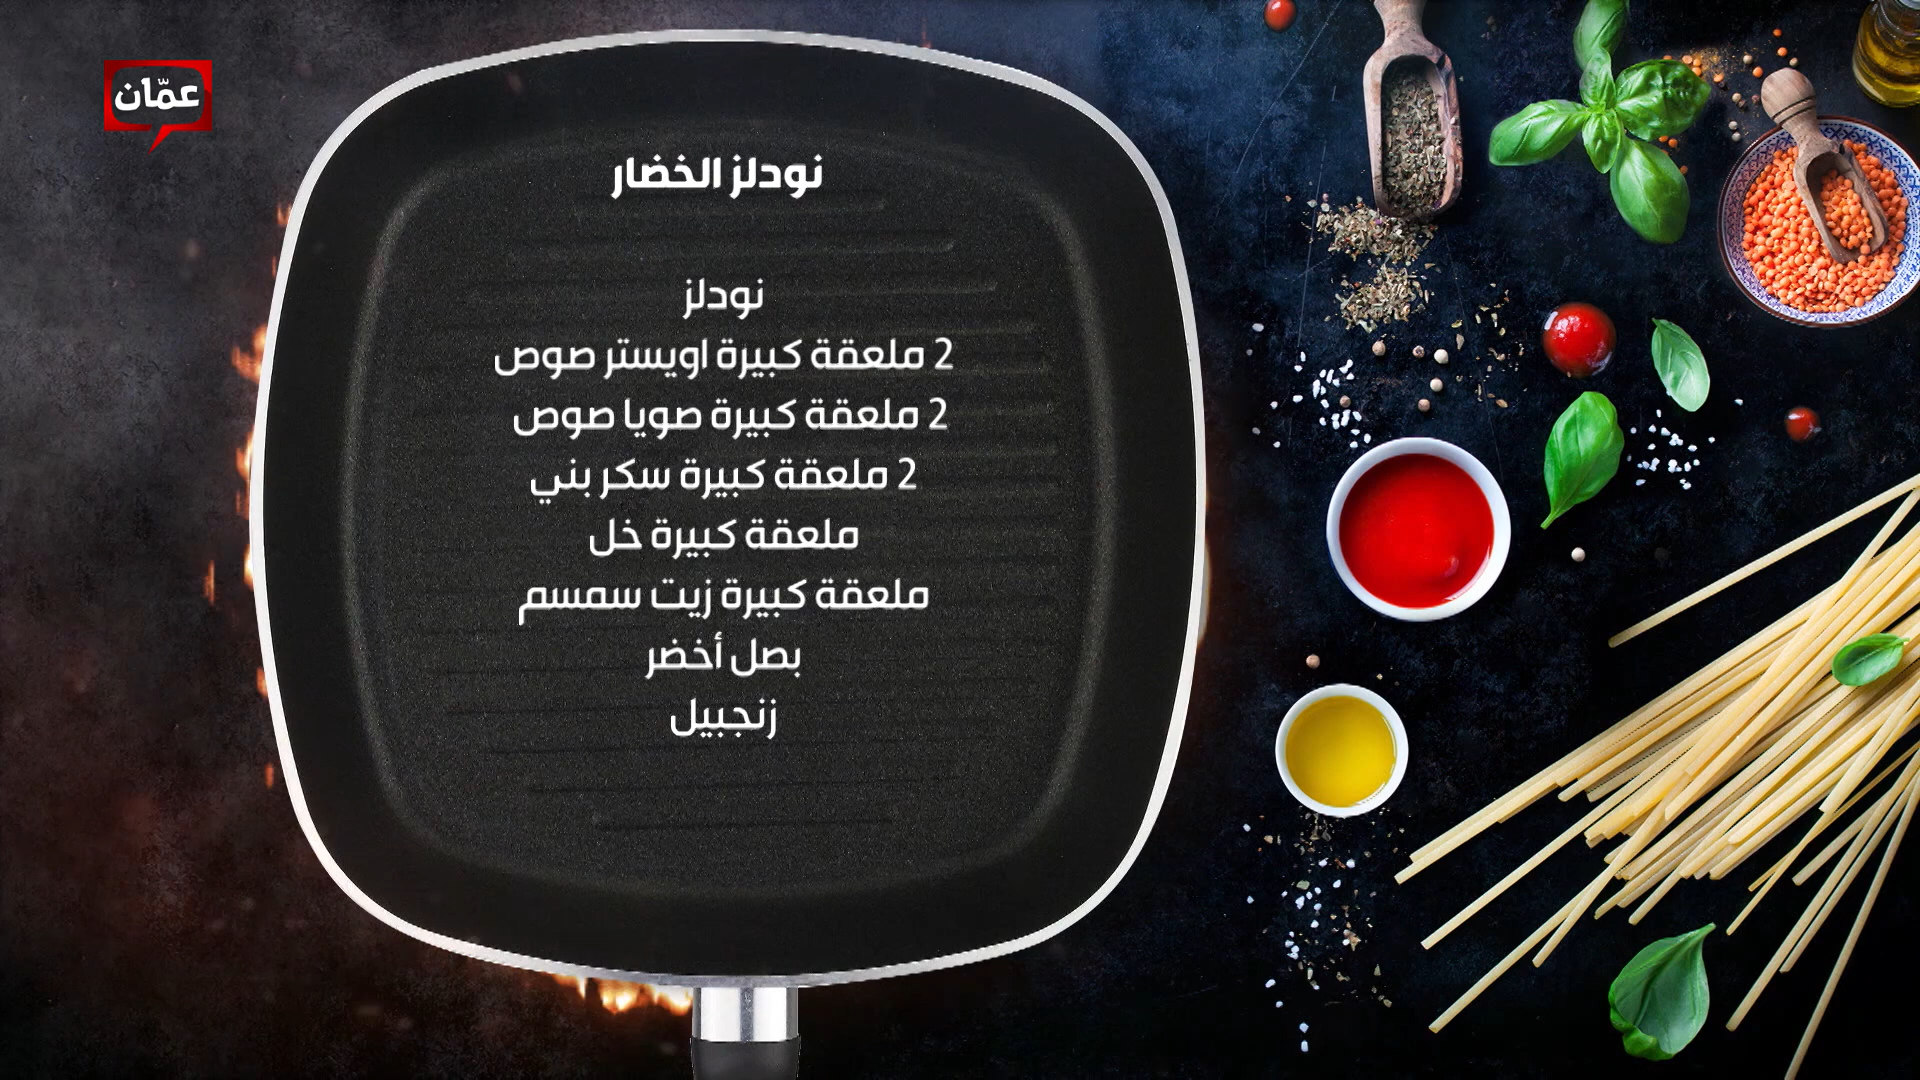 عمّان
نودلز الخضار
نودلز
2 ملعقة كبيرة اويستر صوص
2 ملعقة كبيرة صويا صوص
2 ملعقة كبيرة سكر بني
ملعقة كبيرة خل
ملعقة كبيرة زيت سمسم
بصل أخضر
زنجبيل